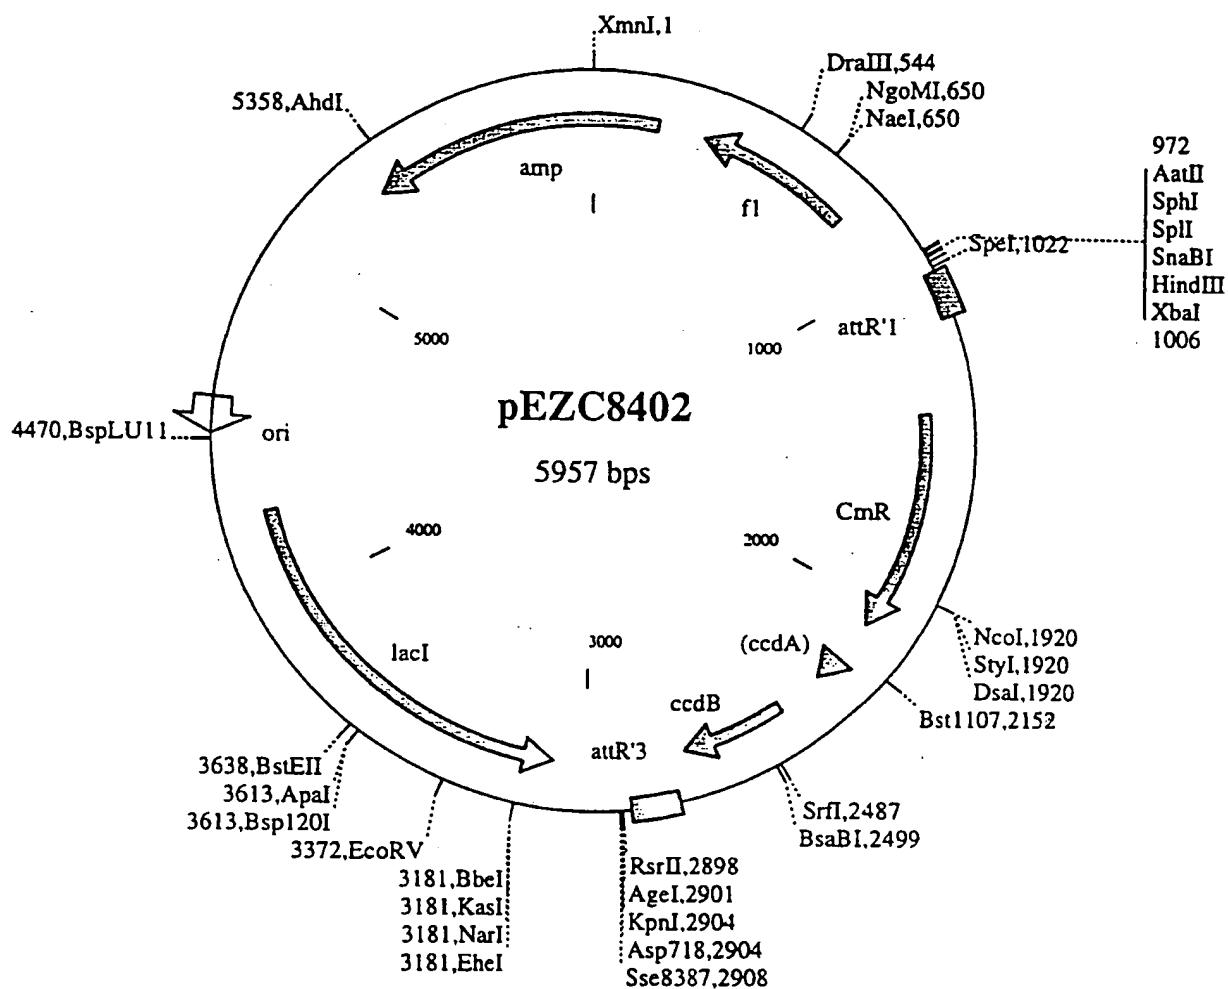 XmnI,1
DraIII,544
NgoMI,650
NaeI,650
5358,AhdI
amp
f1
972
AatII
SphI
SplI
SnaBI
HindIII
XbaI
1006
SpeI,1022
attR'1
5000
1000
pEZC8402
5957 bps
4470,BspLU11
ori
CmR
4000
2000
lacI
3000
(ccdA)
ccdB
attR'3
NcoI,1920
StyI,1920
DsaI,1920
Bst1107,2152
3638,BstEII
3613,ApaI
3613,Bsp120I
3372,EcoRV
SrfI,2487
BsaBI,2499
3181,BbeI
3181,KasI
3181,NarI
3181,EheI
RsrII,2898
AgeI,2901
KpnI,2904
Asp718,2904
Sse8387,2908